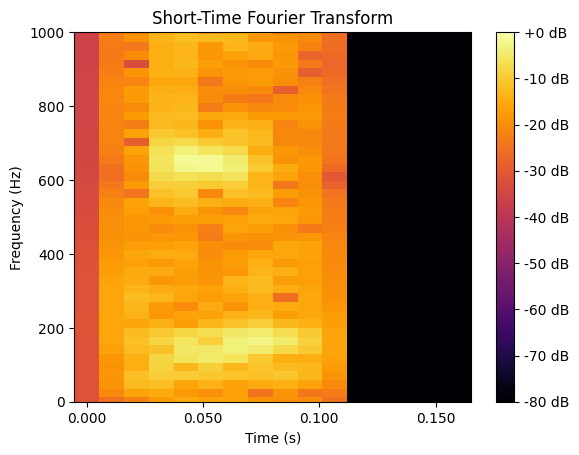 Short-Time Fourier Transform
Frequency (Hz)
1000
800
600
400
200
0
0.000 0.050 0.100 0.150
Time (s)
+0 dB
-10 dB
-20 dB
-30 dB
-40 dB
-50 dB
-60 dB
-70 dB
-80 dB